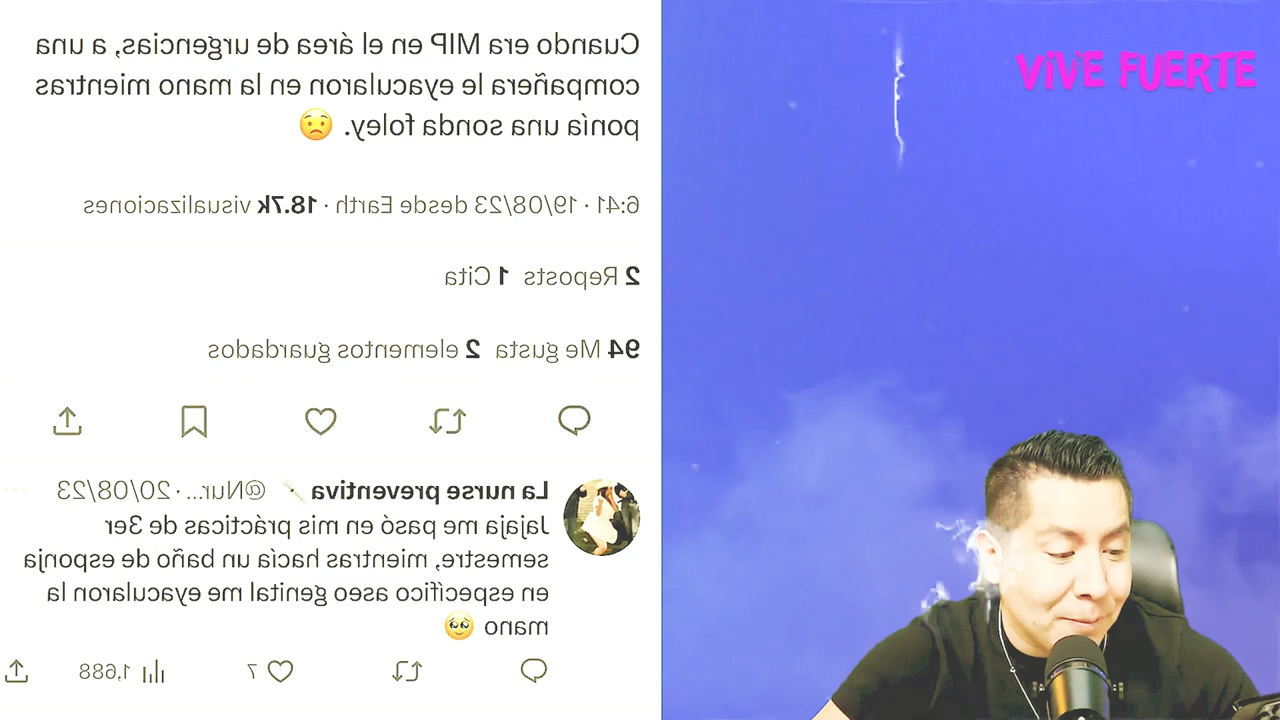 Cuando era MIP en el área de urgencias, a una
compañera le eyacularon en la mano mientras
ponía una sonda foley. 😟
6:41 · 19/08/23 desde Earth · 18.7k visualizaciones
2 Reposts 1 Cita
94 Me gusta 2 elementos guardados
La nurse preventiva @Nur... · 20/08/23
Jajaja me pasó en mis prácticas de 3er
semestre, mientras hacía un baño de esponja
en específico aseo genital me eyacularon la
mano 🥹
7 1,688
VIVE FUERTE